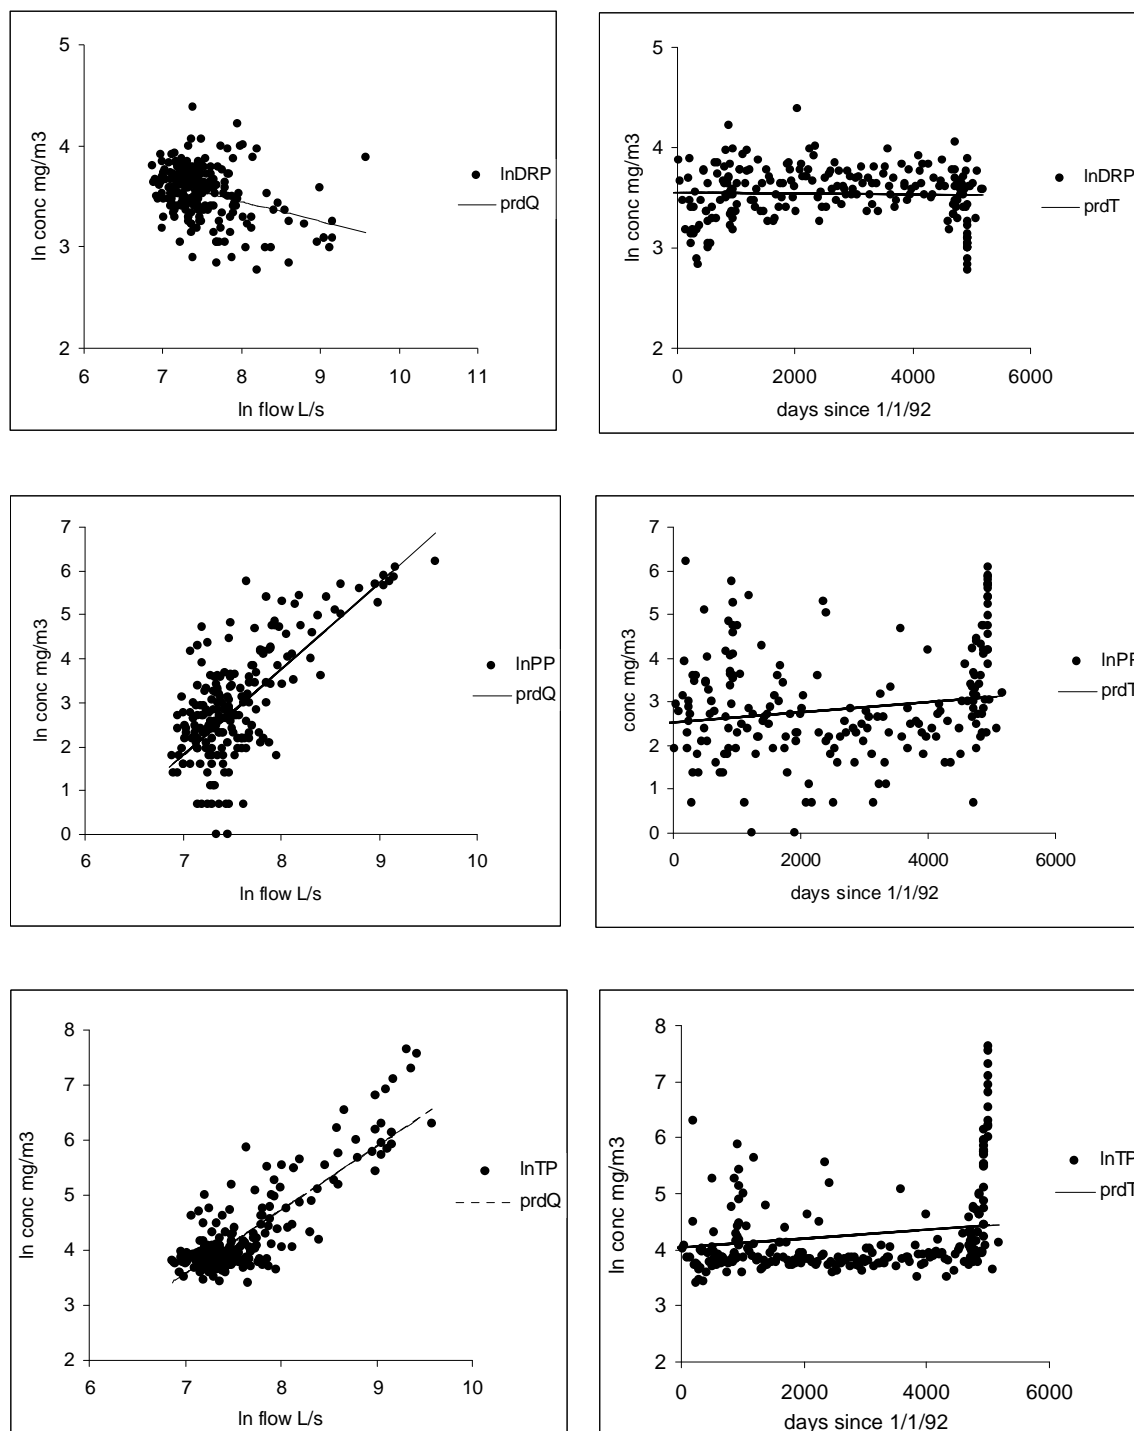 5
4
3
2
6 7 8 9 10 11
ln conc mg/m3
ln flow L/s
lnDRP
prdQ
5
4
3
2
0 2000 4000 6000
ln conc mg/m3
days since 1/1/92
lnDRP
prdT
7
6
5
4
3
2
1
0
6 7 8 9 10
ln conc mg/m3
ln flow L/s
lnPP
prdQ
7
6
5
4
3
2
1
0
0 2000 4000 6000
conc mg/m3
days since 1/1/92
lnPP
prdT
8
7
6
5
4
3
2
6 7 8 9 10
ln conc mg/m3
ln flow L/s
lnTP
prdQ
8
7
6
5
4
3
2
0 2000 4000 6000
ln conc mg/m3
days since 1/1/92
lnTP
prdT